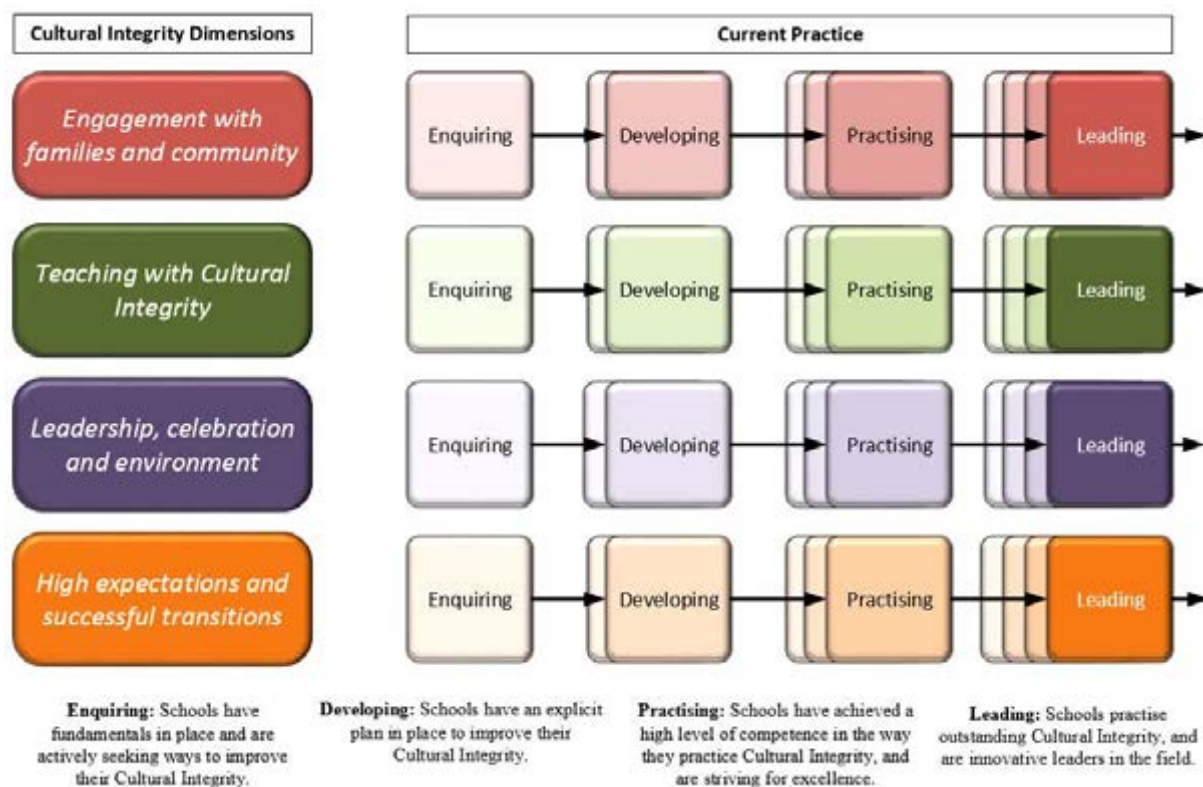 Cultural Integrity Dimensions
Current Practice
Engagement with
families and community
Enquiring
Developing
Practising
Leading
Teaching with Cultural
Integrity
Enquiring
Developing
Practising
Leading
Leadership, celebration
and environment
Enquiring
Developing
Practising
Leading
High expectations and
successful transitions
Enquiring
Developing
Practising
Leading
Enquiring: Schools have
fundamentals in place and are
actively seeking ways to improve
their Cultural Integrity.
Developing: Schools have an explicit
plan in place to improve their
Cultural Integrity.
Practising: Schools have achieved a
high level of competence in the way
they practice Cultural Integrity, and
are striving for excellence.
Leading: Schools practise
outstanding Cultural Integrity, and
are innovative leaders in the field.